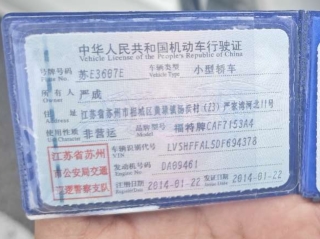 中华人民共和国机动车行驶证
Vehicle License of the People's Republic of China
号牌号码 苏E3607E 车辆类型 小型轿车
Plate No. Vehicle Type
所有人 严成
Owner
住址 江苏省苏州市相城区黄埭镇汤安村(23)严家湾河北11号
Address
使用性质 非营运 品牌型号 福特牌CAF7153A4
Use Character Model
江苏省苏州
市公安局交通
巡逻警察支队
车辆识别代号 LVSHFFALSDF694378
VIN
发动机号码 DA89461
Engine No.
注册日期 2014-01-22 发证日期 2014-01-22
Register Date Issue Date